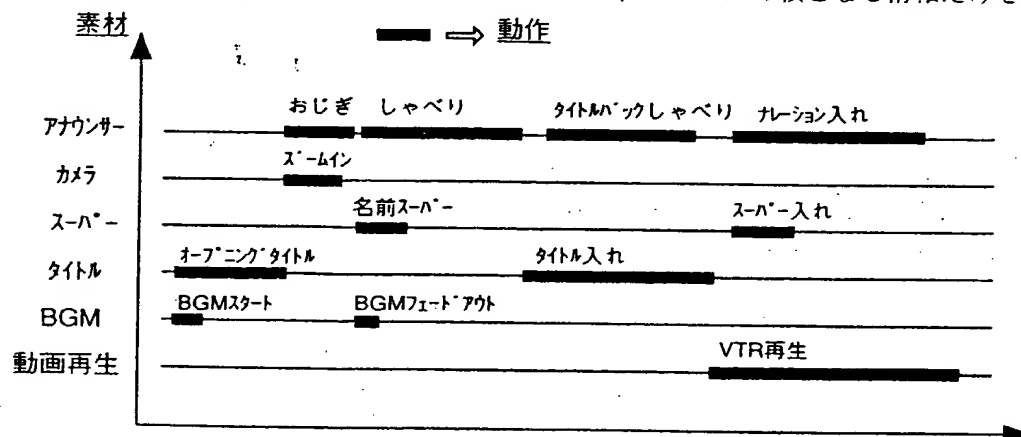 素材
動作
おじぎ しゃべり ﾀｲﾄﾙﾊﾞｯｸしゃべり ﾅﾚｰｼｮﾝ入れ
アナウンサー
ｽﾞｰﾑｲﾝ
カメラ
名前ｽｰﾊﾟｰ ｽｰﾊﾟｰ入れ
スーパー
ｵｰﾌﾟﾆﾝｸﾞﾀｲﾄﾙ ﾀｲﾄﾙ入れ
タイトル
BGMｽﾀｰﾄ BGMﾌｪｰﾄﾞｱｳﾄ
BGM
VTR再生
動画再生